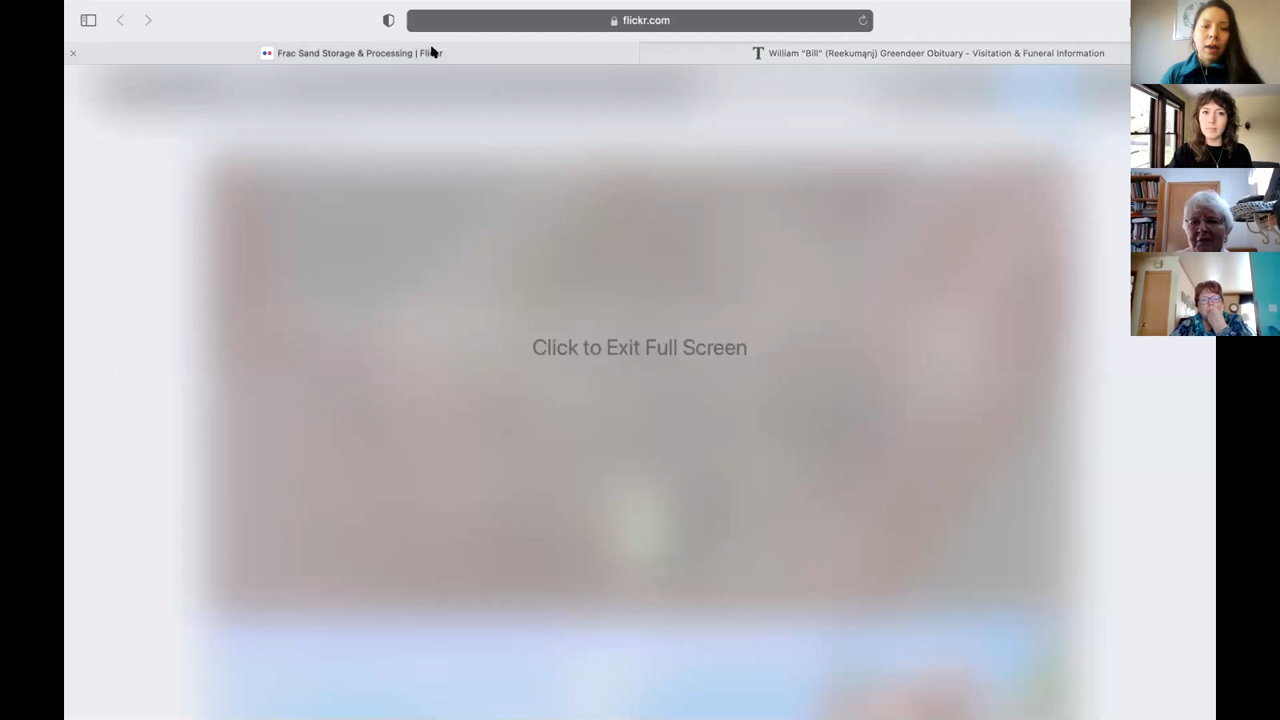 flickr.com
Frac Sand Storage & Processing | Flickr
William "Bill" (Reekumąnį) Greendeer Obituary - Visitation & Funeral Information
Click to Exit Full Screen